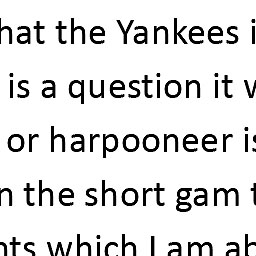 hat the Yankees i
is a question it w
or harpooneer is
n the short gam t
nts which I am ab